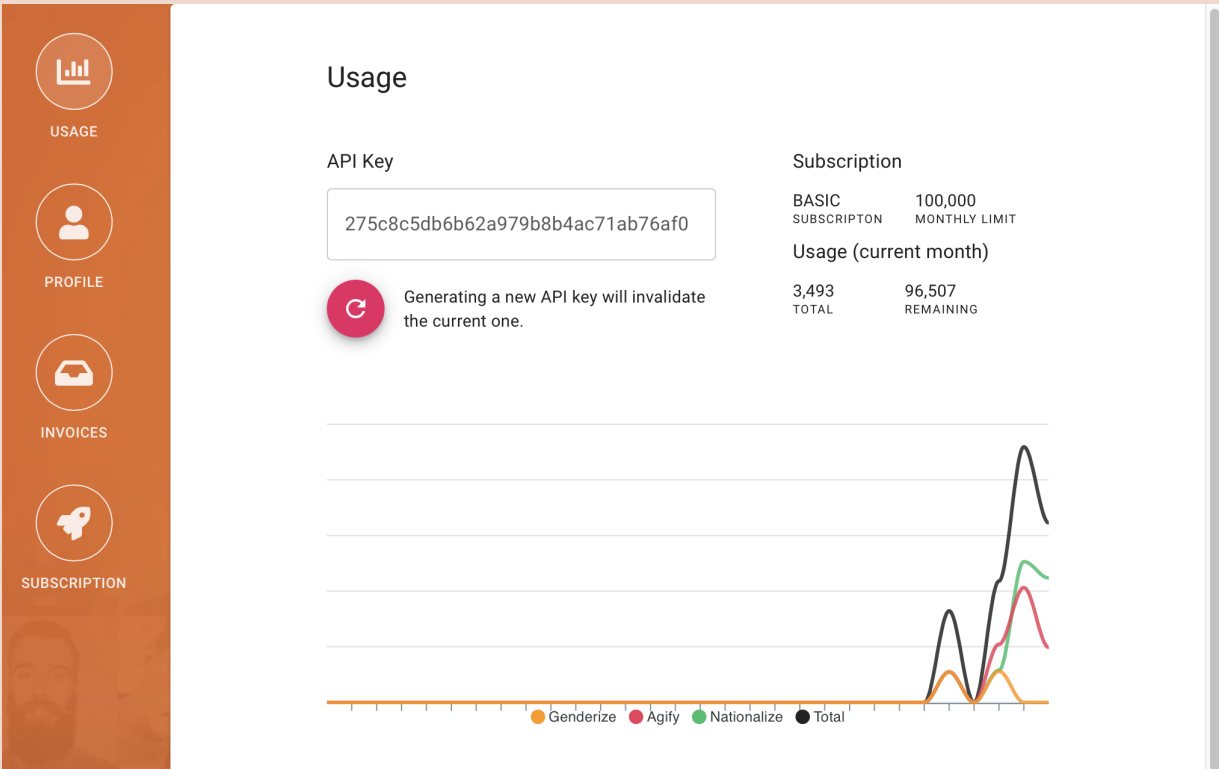 USAGE
PROFILE
INVOICES
SUBSCRIPTION
Usage
API Key
275c8c5db6b62a979b8b4ac71ab76af0
Generating a new API key will invalidate
the current one.
Subscription
BASIC 100,000
SUBSCRIPTON MONTHLY LIMIT
Usage (current month)
3,493 96,507
TOTAL REMAINING
Genderize Agify Nationalize Total